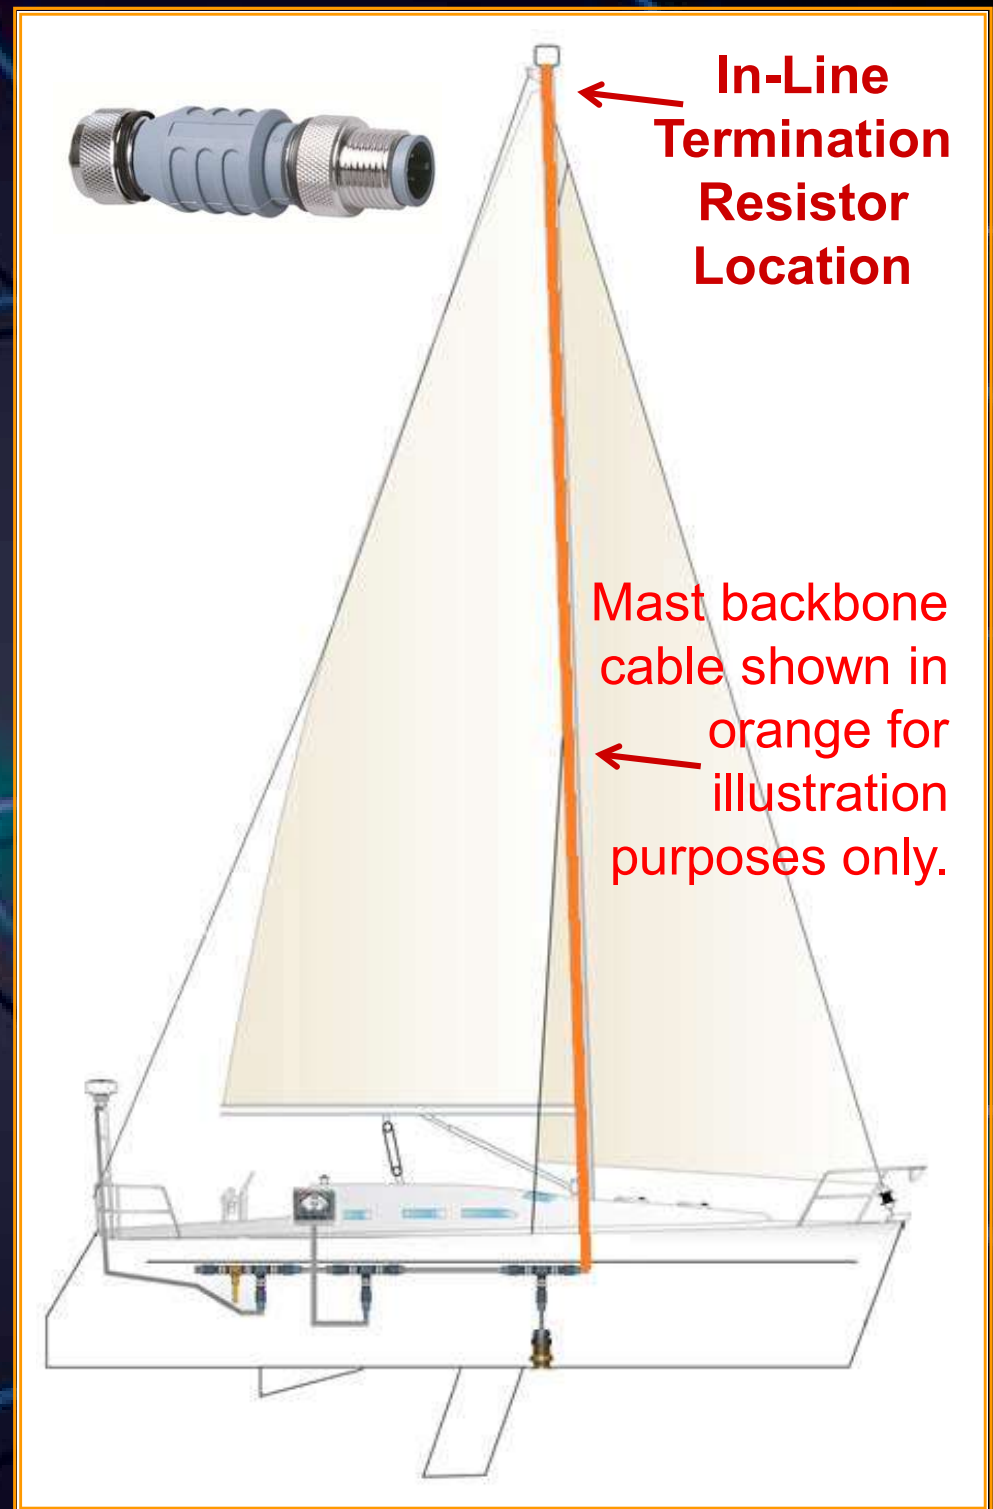 In-Line
Termination
Resistor
Location
Mast backbone
cable shown in
orange for
illustration
purposes only.